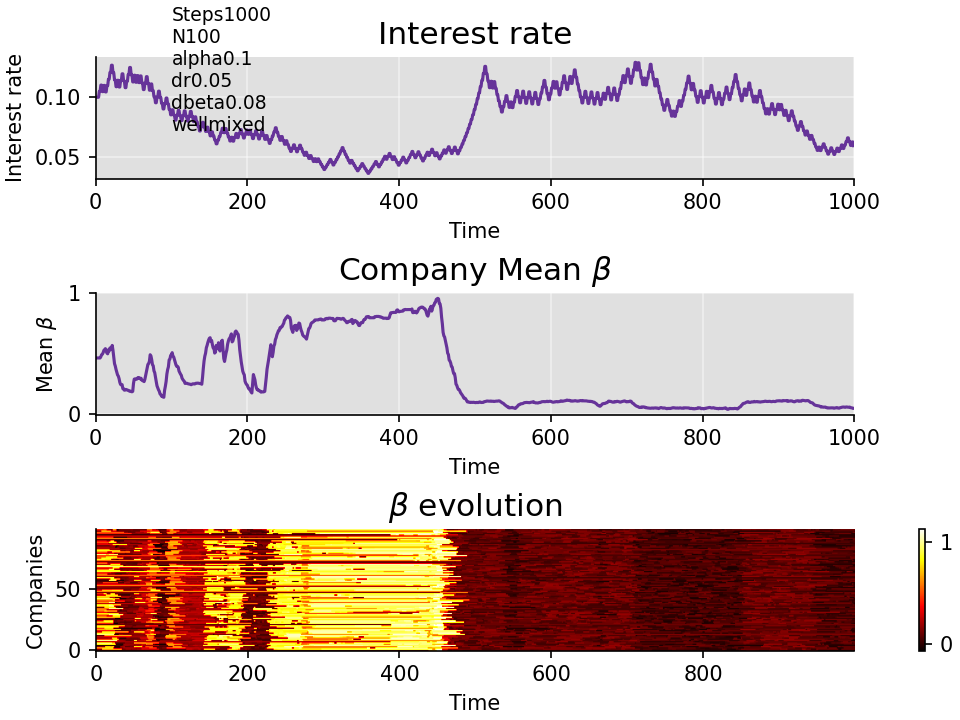 Steps1000
N100
alpha0.1
dr0.05
dbeta0.08
wellmixed
Interest rate
Interest rate
0.10
0.05
0 200 400 600 800 1000
Time
Company Mean β
Mean β
1
0
0 200 400 600 800 1000
Time
β evolution
Companies
50
0
0 200 400 600 800
Time
1
0